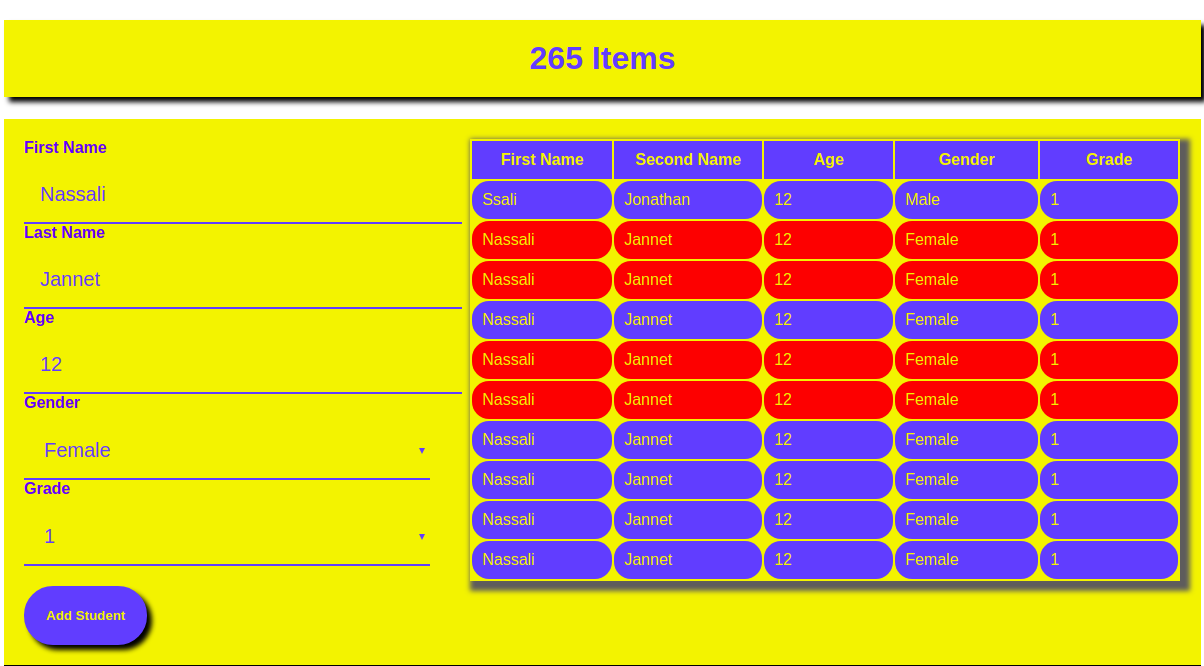 265 Items
First Name
Nassali
Last Name
Jannet
Age
12
Gender
Female
Grade
1
Add Student
First Name Second Name Age Gender Grade
Ssali Jonathan 12 Male 1
Nassali Jannet 12 Female 1
Nassali Jannet 12 Female 1
Nassali Jannet 12 Female 1
Nassali Jannet 12 Female 1
Nassali Jannet 12 Female 1
Nassali Jannet 12 Female 1
Nassali Jannet 12 Female 1
Nassali Jannet 12 Female 1
Nassali Jannet 12 Female 1